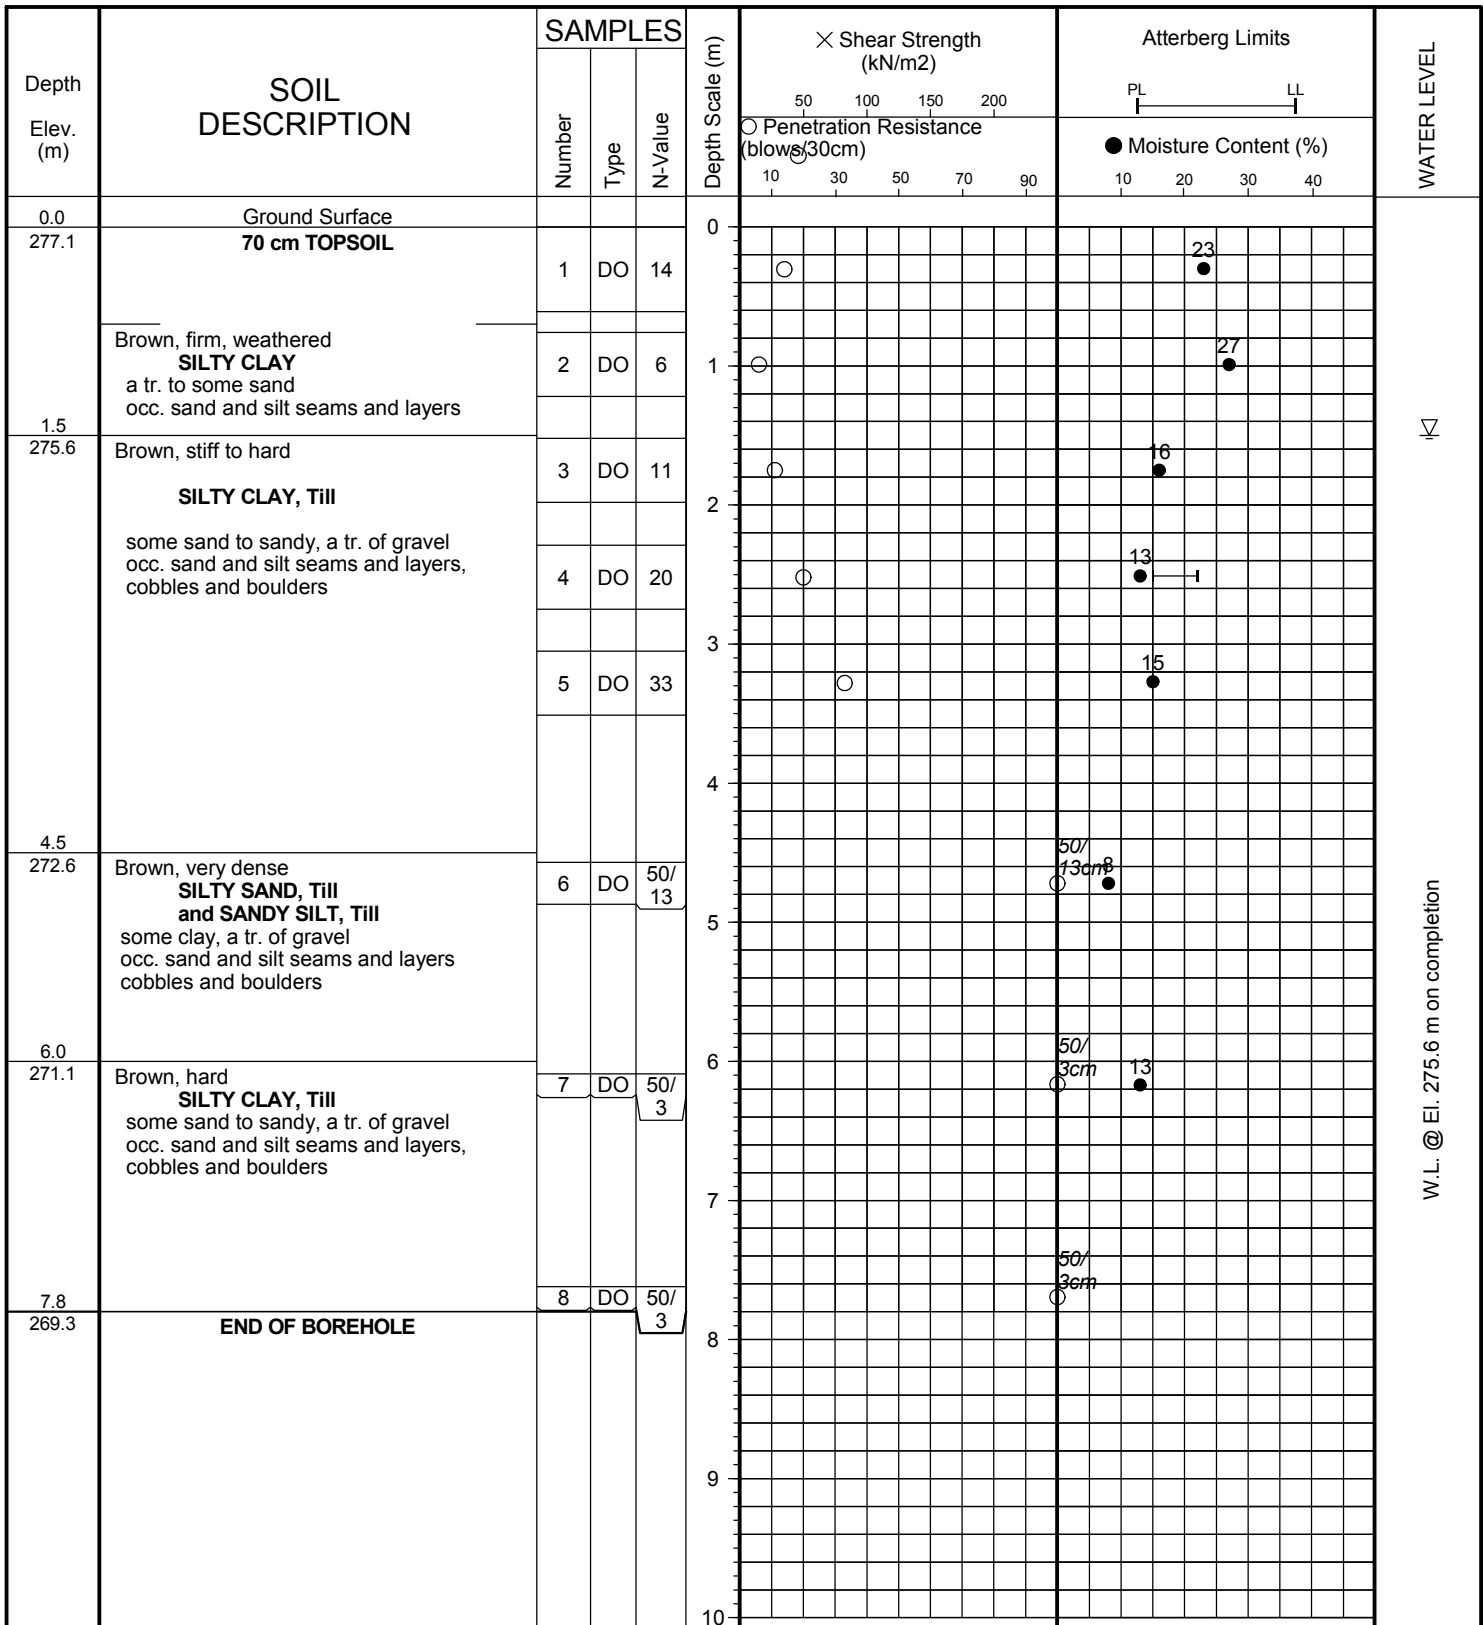 Depth
Elev.
(m)
SOIL
DESCRIPTION
SAMPLES
Number
Type
N-Value
Depth Scale (m)
× Shear Strength
(kN/m2)
50 100 150 200
Penetration Resistance
(blows/30cm)
10 30 50 70 90
Atterberg Limits
PL LL
Moisture Content (%)
10 20 30 40
WATER LEVEL
0.0 Ground Surface
277.1 70 cm TOPSOIL
0
1 DO 14
23
Brown, firm, weathered
SILTY CLAY
a tr. to some sand
occ. sand and silt seams and layers
2 DO 6
1
27
1.5
275.6 Brown, stiff to hard
SILTY CLAY, Till
some sand to sandy, a tr. of gravel
occ. sand and silt seams and layers,
cobbles and boulders
3 DO 11
16
2
4 DO 20
13
3
5 DO 33
15
4
4.5
272.6 Brown, very dense
SILTY SAND, Till
and SANDY SILT, Till
some clay, a tr. of gravel
occ. sand and silt seams and layers
cobbles and boulders
6 DO 50/
13
50/
13cm 8
5
6.0
271.1 Brown, hard
SILTY CLAY, Till
some sand to sandy, a tr. of gravel
occ. sand and silt seams and layers,
cobbles and boulders
7 DO 50/
3
6
50/
3cm 13
7
7.8
269.3 END OF BOREHOLE
8 DO 50/
3
50/
3cm
8
9
10
W.L. @ El. 275.6 m on completion